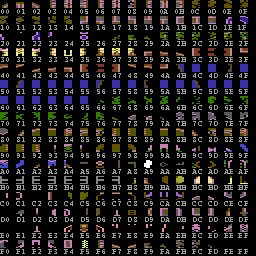 00 01 02 03 04 05 06 07 08 09 0A 0B 0C 0D 0E 0F
10 11 12 13 14 15 16 17 18 19 1A 1B 1C 1D 1E 1F
20 21 22 23 24 25 26 27 28 29 2A 2B 2C 2D 2E 2F
30 31 32 33 34 35 36 37 38 39 3A 3B 3C 3D 3E 3F
40 41 42 43 44 45 46 47 48 49 4A 4B 4C 4D 4E 4F
50 51 52 53 54 55 56 57 58 59 5A 5B 5C 5D 5E 5F
60 61 62 63 64 65 66 67 68 69 6A 6B 6C 6D 6E 6F
70 71 72 73 74 75 76 77 78 79 7A 7B 7C 7D 7E 7F
80 81 82 83 84 85 86 87 88 89 8A 8B 8C 8D 8E 8F
90 91 92 93 94 95 96 97 98 99 9A 9B 9C 9D 9E 9F
A0 A1 A2 A3 A4 A5 A6 A7 A8 A9 AA AB AC AD AE AF
B0 B1 B2 B3 B4 B5 B6 B7 B8 B9 BA BB BC BD BE BF
C0 C1 C2 C3 C4 C5 C6 C7 C8 C9 CA CB CC CD CE CF
D0 D1 D2 D3 D4 D5 D6 D7 D8 D9 DA DB DC DD DE DF
E0 E1 E2 E3 E4 E5 E6 E7 E8 E9 EA EB EC ED EE EF
F0 F1 F2 F3 F4 F5 F6 F7 F8 F9 FA FB FC FD FE FF